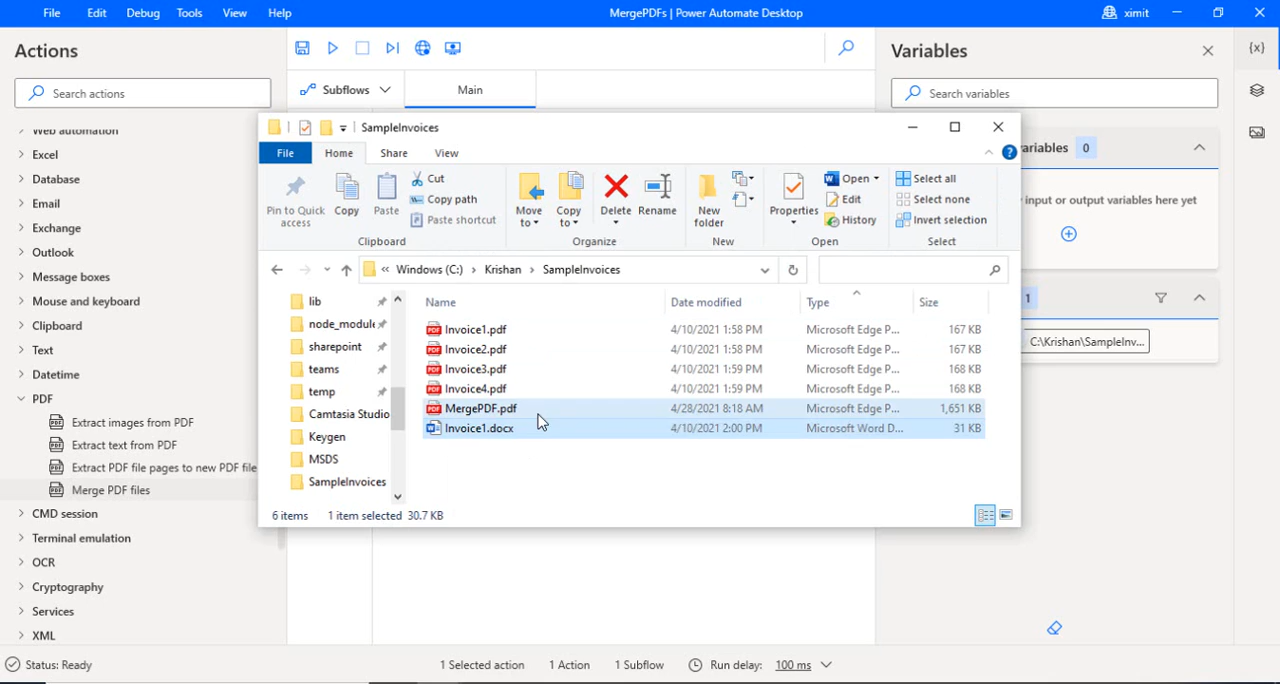 File Edit Debug Tools View Help MergePDFs | Power Automate Desktop ximit
Actions
Search actions
Web automation
Excel
Database
Email
Exchange
Outlook
Message boxes
Mouse and keyboard
Clipboard
Text
Datetime
PDF
Extract images from PDF
Extract text from PDF
Extract PDF file pages to new PDF file
Merge PDF files
CMD session
Terminal emulation
OCR
Cryptography
Services
XML
Subflows Main
SampleInvoices
File Home Share View
Pin to Quick access
Copy
Paste
Cut
Copy path
Paste shortcut
Clipboard
Move to
Copy to
Delete
Rename
Organize
New folder
New
Properties
Open
Edit
History
Open
Select all
Select none
Invert selection
Select
« Windows (C:) > Krishan > SampleInvoices
lib
node_module
sharepoint
teams
temp
Camtasia Studio
Keygen
MSDS
SampleInvoices
Name Date modified Type Size
Invoice1.pdf 4/10/2021 1:58 PM Microsoft Edge P... 167 KB
Invoice2.pdf 4/10/2021 1:58 PM Microsoft Edge P... 167 KB
Invoice3.pdf 4/10/2021 1:59 PM Microsoft Edge P... 168 KB
Invoice4.pdf 4/10/2021 1:59 PM Microsoft Edge P... 168 KB
MergePDF.pdf 4/28/2021 8:18 AM Microsoft Edge P... 1,651 KB
Invoice1.docx 4/10/2021 2:00 PM Microsoft Word D... 31 KB
6 items 1 item selected 30.7 KB
Variables
{x}
Search variables
variables 0
input or output variables here yet
1
C:\Krishan\SampleInv...
Status: Ready 1 Selected action 1 Action 1 Subflow Run delay: 100 ms